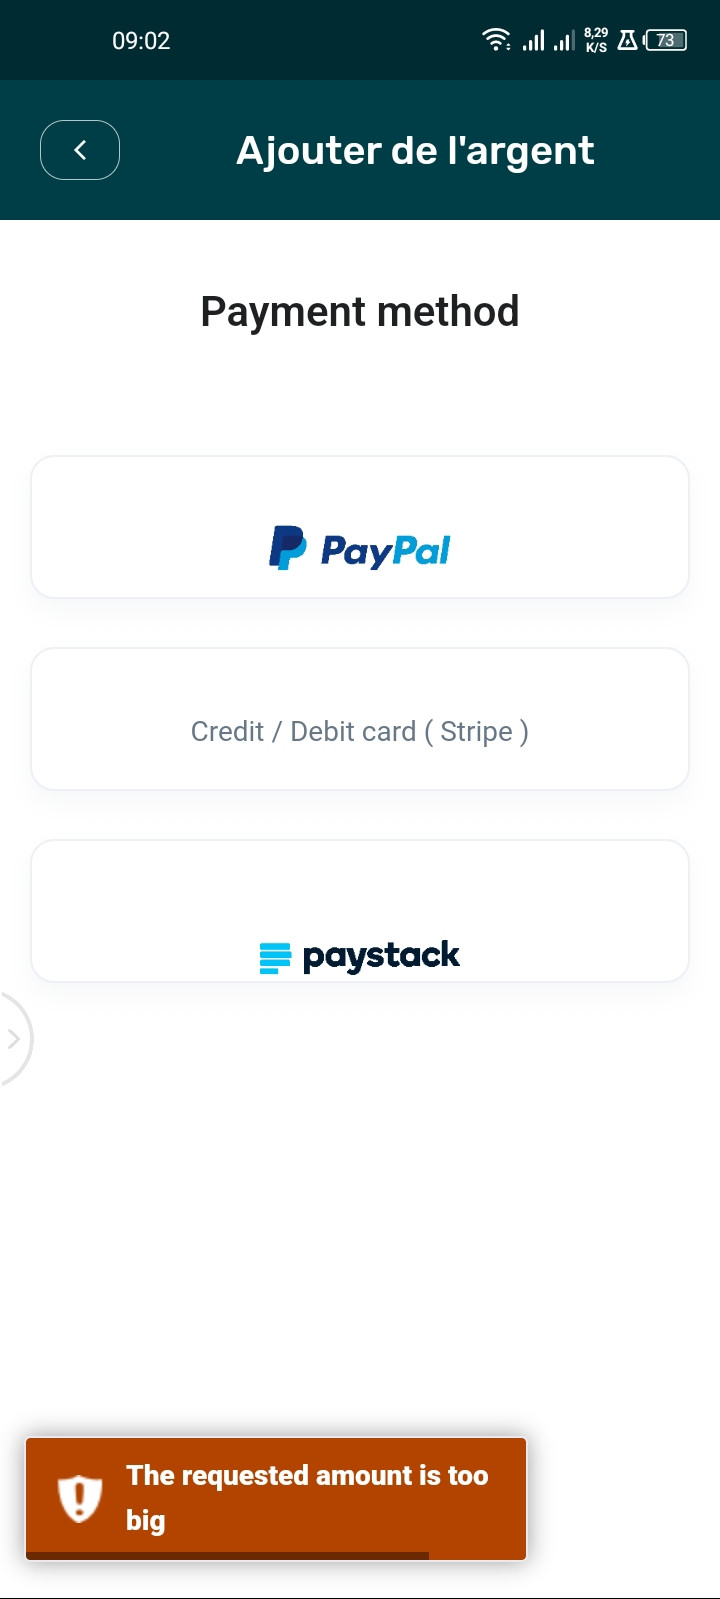 09:02
8,29
K/S
73
Ajouter de l'argent
Payment method
PayPal
Credit / Debit card ( Stripe )
paystack
The requested amount is too
big